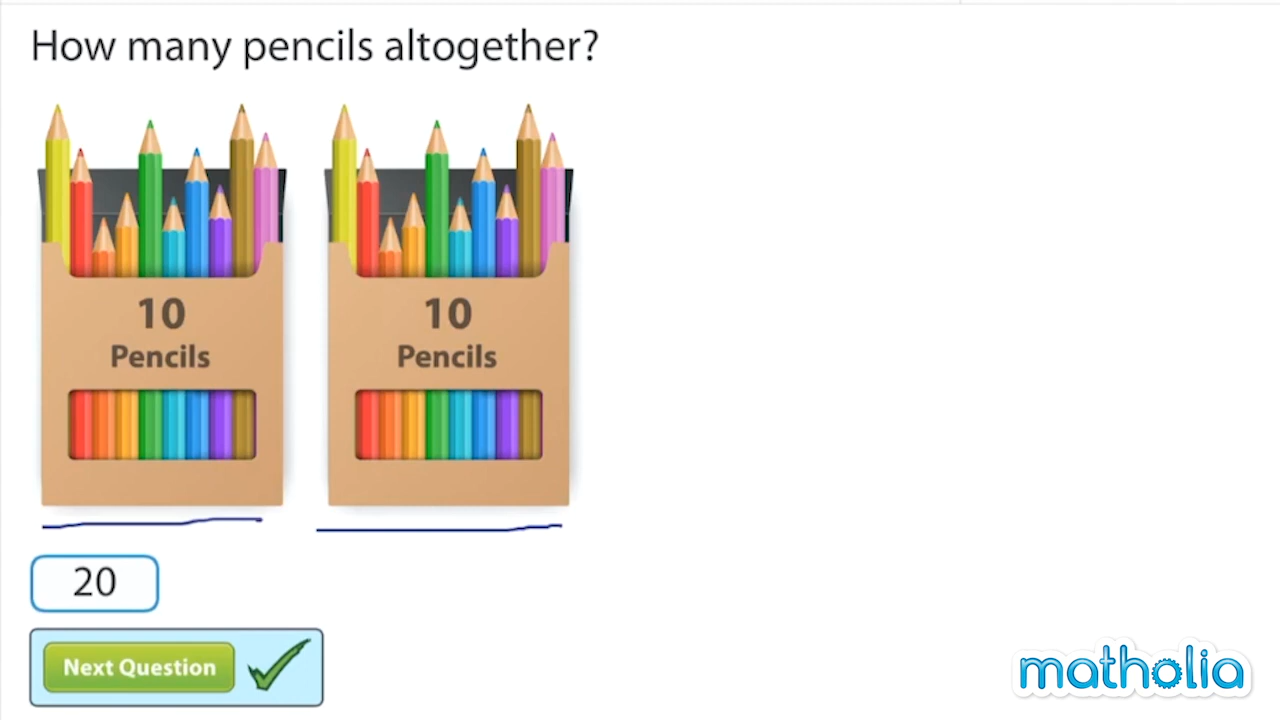 How many pencils altogether?
10
Pencils
10
Pencils
20
Next Question
matholia